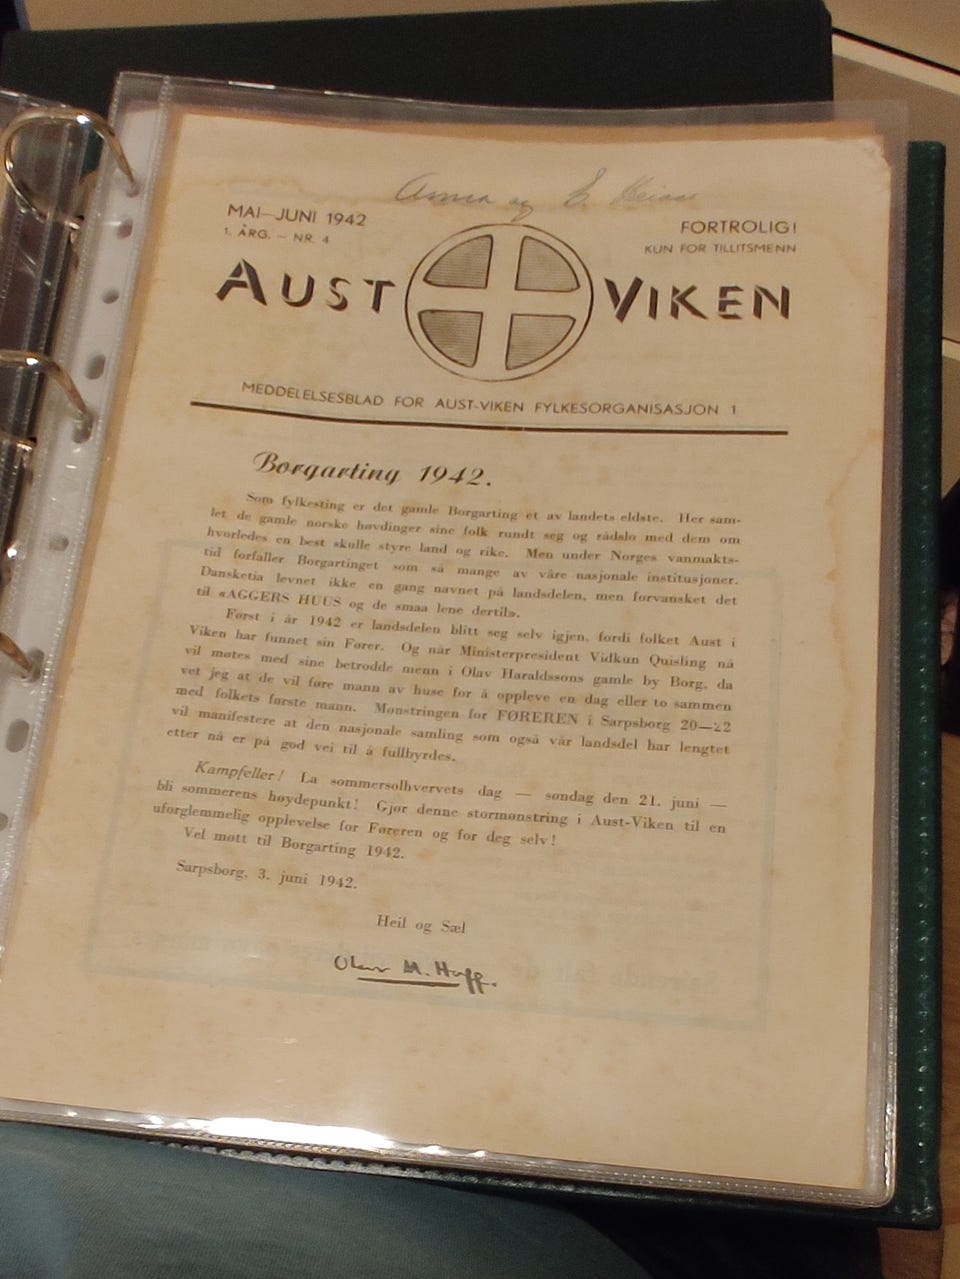 Anna og E.
MAI–JUNI 1942
1. ÅRG. – NR. 4
FORTROLIG!
KUN FOR TILLITSMENN
AUST VIKEN
MEDDELELSESBLAD FOR AUST-VIKEN FYLKESORGANISASJON 1
Borgarting 1942.
Som fylkesting er det gamle Borgarting et av landets eldste. Her sam-
let de gamle norske høvdinger sine folk rundt seg og rådslo med dem om
hvorledes en best skulle styre land og rike. Men under Norges vanmakts-
tid forfaller Borgartinget som så mange av våre nasjonale institusjoner.
Dansketia levnet ikke en gang navnet på landsdelen, men forvansket det
til «AGGERS HUUS og de smaa lene dertil».
Først i år 1942 er landsdelen blitt seg selv igjen, fordi folket Aust i
Viken har funnet sin Fører. Og når Ministerpresident Vidkun Quisling nå
vil møtes med sine betrodde menn i Olav Haraldssons gamle by Borg, da
vet jeg at de vil føre mann av huse for å oppleve en dag eller to sammen
med folkets første mann. Mønstringen for FØREREN i Sarpsborg 20—22
vil manifestere at den nasjonale samling som også vår landsdel har lengtet
etter nå er på god vei til å fullbyrdes.
Kampfeller! La sommersolhvervets dag — søndag den 21. juni —
bli sommerens høydepunkt! Gjør denne stormønstring i Aust-Viken til en
uforglemmelig opplevelse for Føreren og for deg selv!
Vel møtt til Borgarting 1942.
Sarpsborg, 3. juni 1942.
Heil og Sæl
Olav M. Hoff.